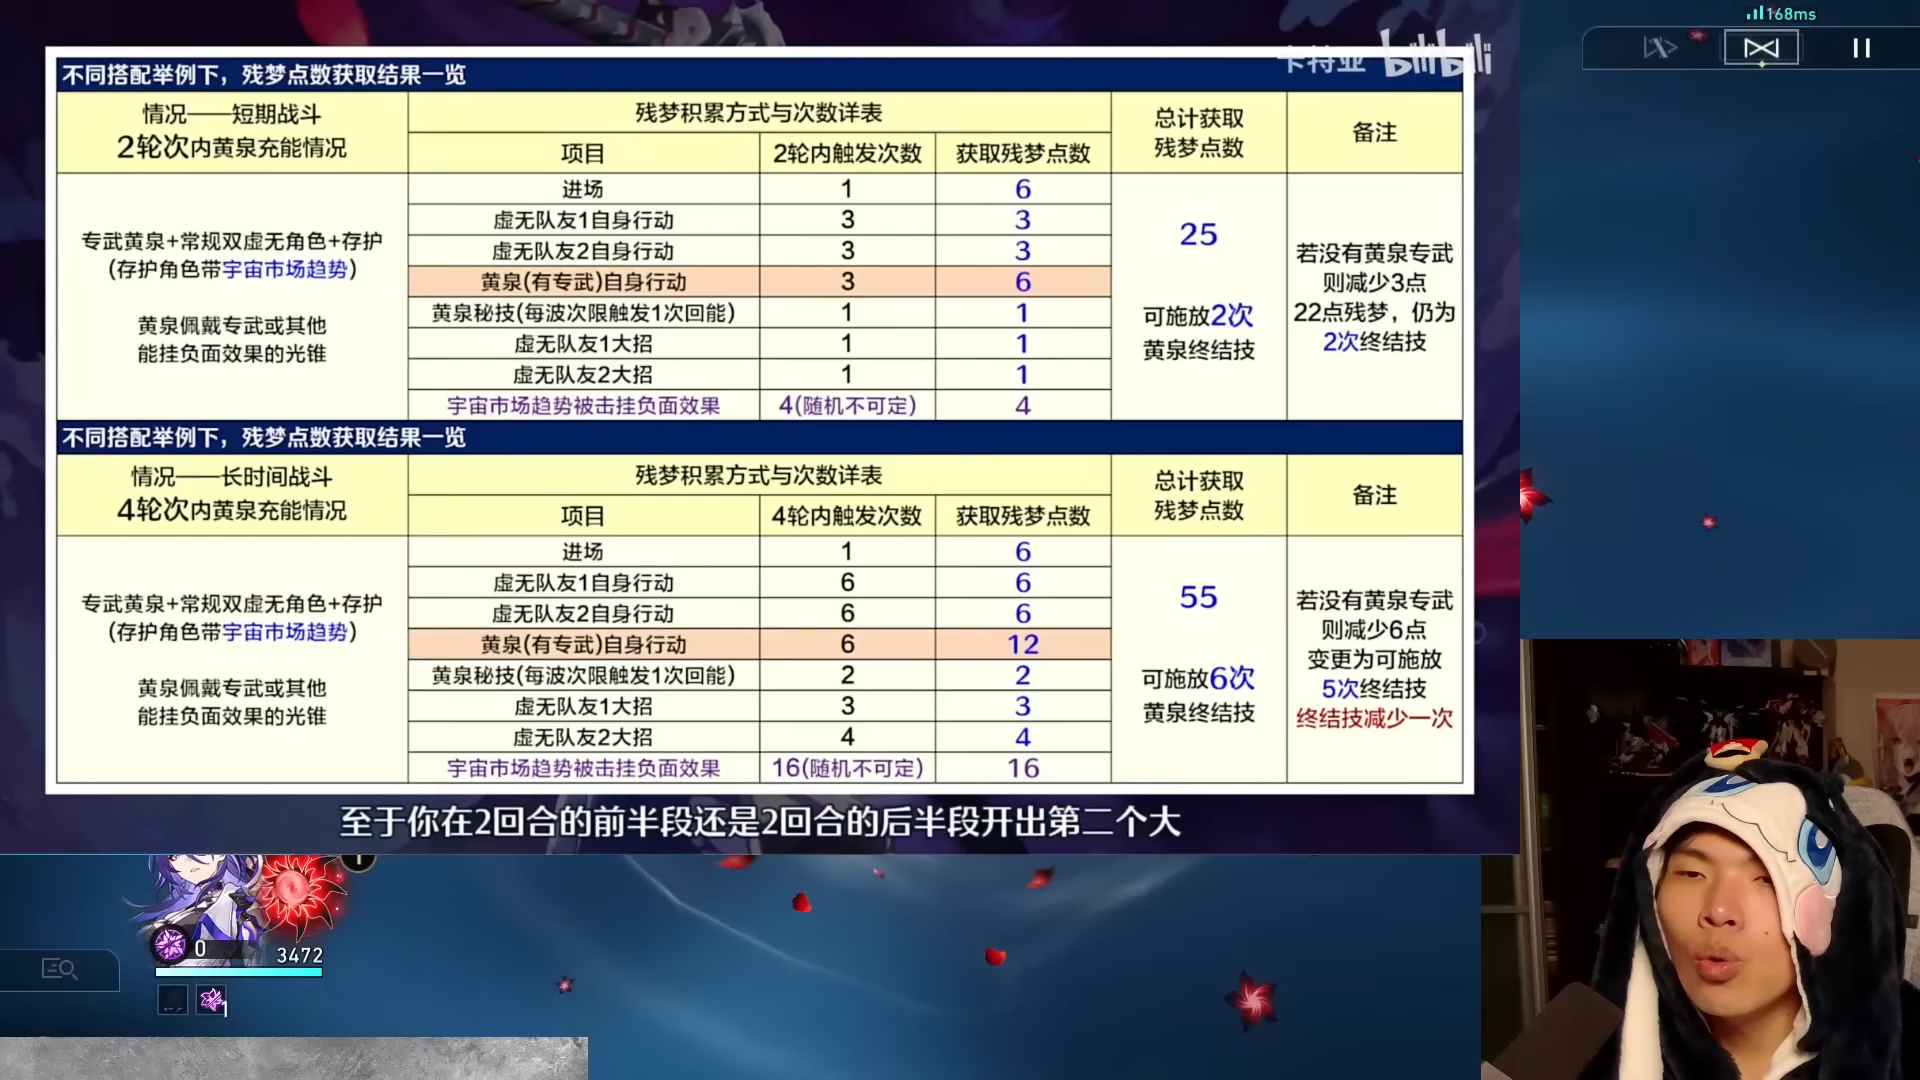 168ms
卡特亚 bilibili
不同搭配举例下，残梦点数获取结果一览
情况——短期战斗
2轮次内黄泉充能情况
残梦积累方式与次数详表
项目 2轮内触发次数 获取残梦点数
总计获取
残梦点数
备注
专武黄泉+常规双虚无角色+存护
(存护角色带宇宙市场趋势)
黄泉佩戴专武或其他
能挂负面效果的光锥
进场 1 6
虚无队友1自身行动 3 3
虚无队友2自身行动 3 3
黄泉(有专武)自身行动 3 6
黄泉秘技(每波次限触发1次回能) 1 1
虚无队友1大招 1 1
虚无队友2大招 1 1
宇宙市场趋势被击挂负面效果 4(随机不可定) 4
25
可施放2次
黄泉终结技
若没有黄泉专武
则减少3点
22点残梦，仍为
2次终结技
不同搭配举例下，残梦点数获取结果一览
情况——长时间战斗
4轮次内黄泉充能情况
残梦积累方式与次数详表
项目 4轮内触发次数 获取残梦点数
总计获取
残梦点数
备注
专武黄泉+常规双虚无角色+存护
(存护角色带宇宙市场趋势)
黄泉佩戴专武或其他
能挂负面效果的光锥
进场 1 6
虚无队友1自身行动 6 6
虚无队友2自身行动 6 6
黄泉(有专武)自身行动 6 12
黄泉秘技(每波次限触发1次回能) 2 2
虚无队友1大招 3 3
虚无队友2大招 4 4
宇宙市场趋势被击挂负面效果 16(随机不可定) 16
55
可施放6次
黄泉终结技
若没有黄泉专武
则减少6点
变更为可施放
5次终结技
终结技减少一次
至于你在2回合的前半段还是2回合的后半段开出第二个大
0 3472
1